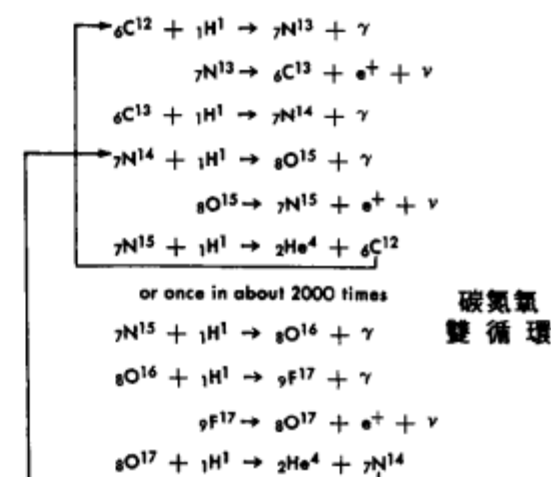 ₆C¹² + ₁H¹ → ₇N¹³ + γ
₇N¹³ → ₆C¹³ + e⁺ + ν
₆C¹³ + ₁H¹ → ₇N¹⁴ + γ
₇N¹⁴ + ₁H¹ → ₈O¹⁵ + γ
₈O¹⁵ → ₇N¹⁵ + e⁺ + ν
₇N¹⁵ + ₁H¹ → ₂He⁴ + ₆C¹²
or once in about 2000 times
₇N¹⁵ + ₁H¹ → ₈O¹⁶ + γ
₈O¹⁶ + ₁H¹ → ₉F¹⁷ + γ
₉F¹⁷ → ₈O¹⁷ + e⁺ + ν
₈O¹⁷ + ₁H¹ → ₂He⁴ + ₇N¹⁴
碳氮氧
雙循環